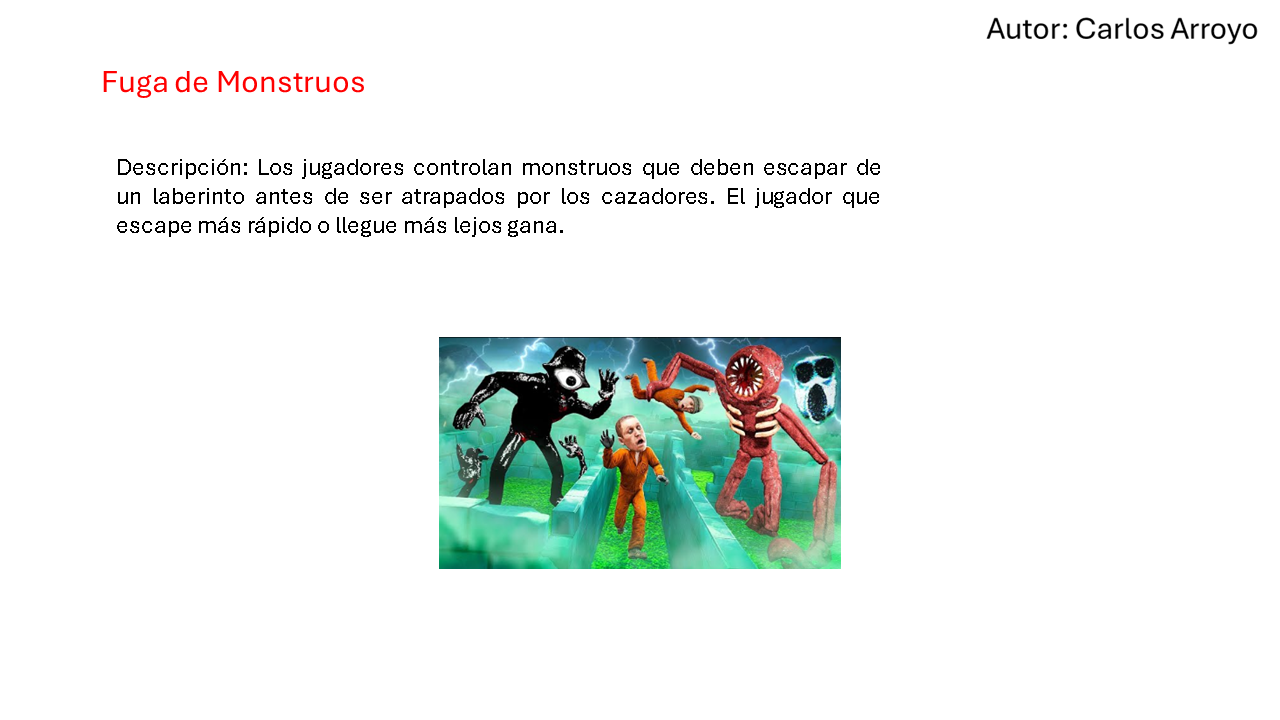 Autor: Carlos Arroyo
Fuga de Monstruos
Descripción: Los jugadores controlan monstruos que deben escapar de
un laberinto antes de ser atrapados por los cazadores. El jugador que
escape más rápido o llegue más lejos gana.